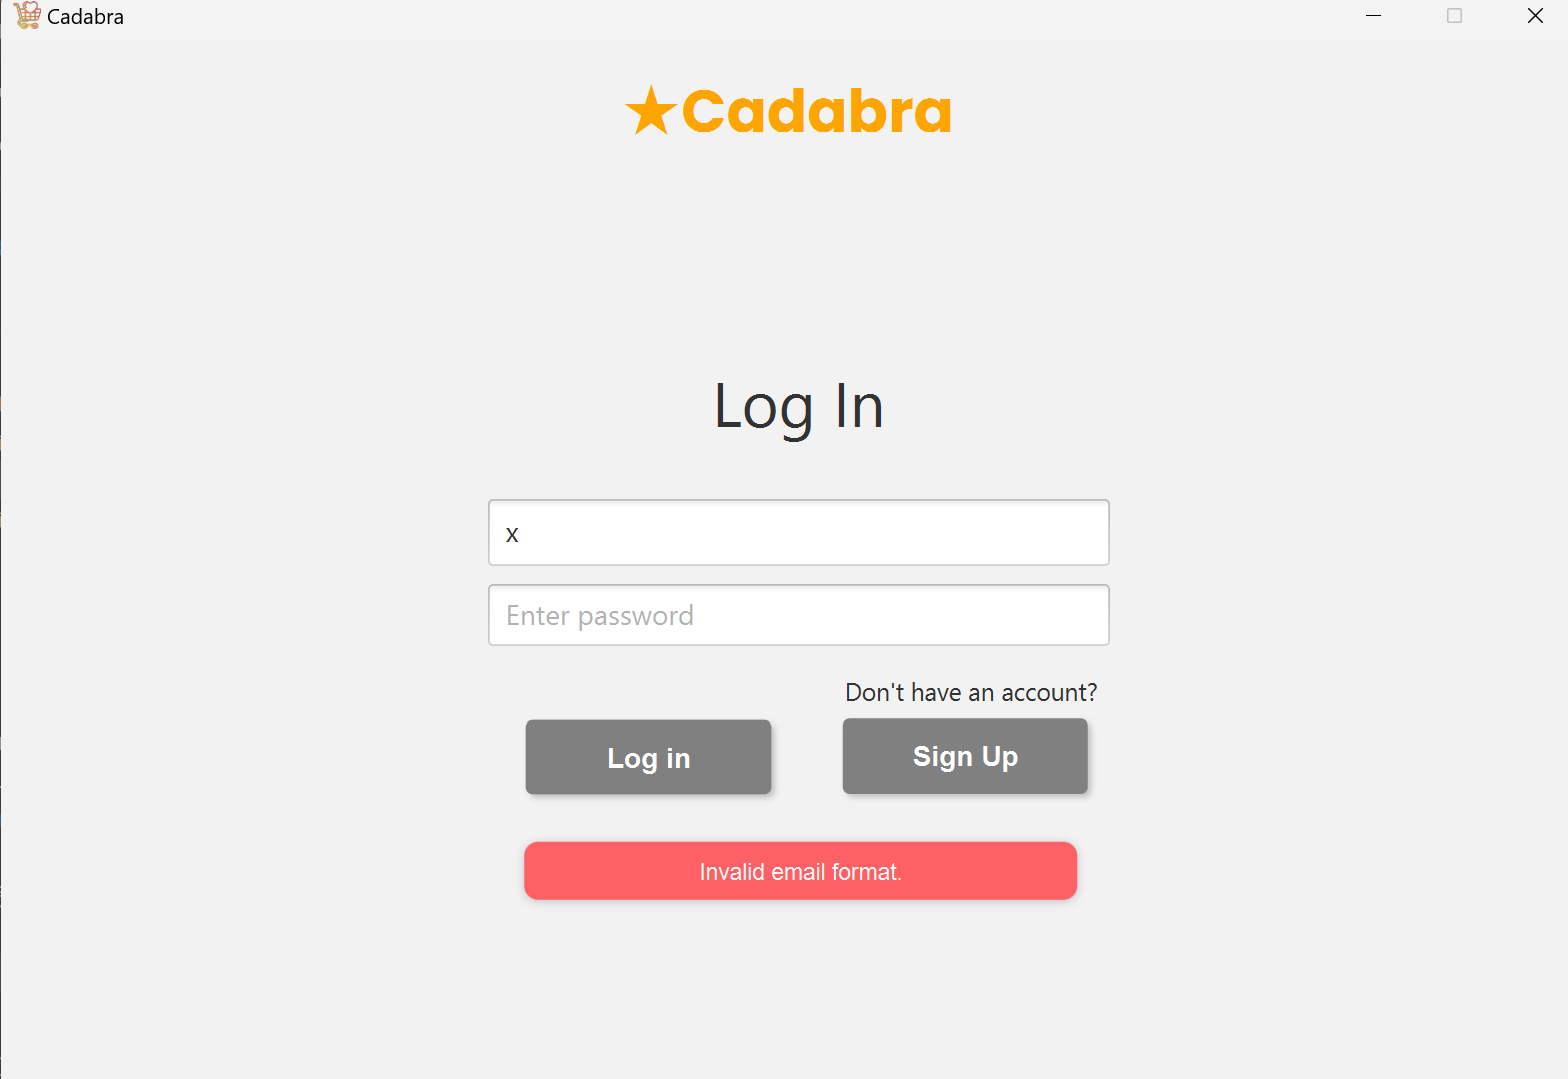 Cadabra
★Cadabra
Log In
x
Enter password
Don't have an account?
Log in
Sign Up
Invalid email format.